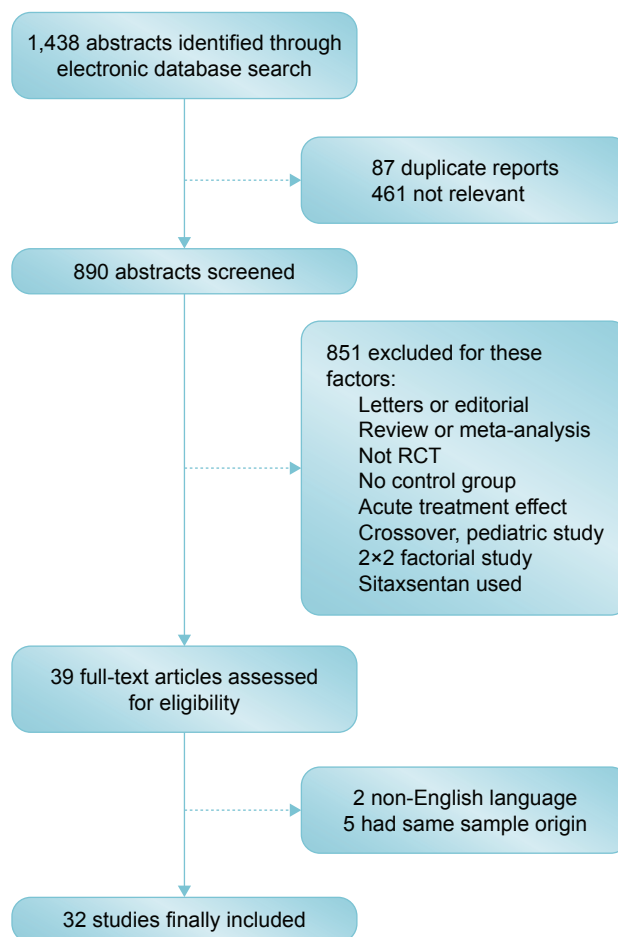 1,438 abstracts identified through
electronic database search
87 duplicate reports
461 not relevant
890 abstracts screened
851 excluded for these
factors:
Letters or editorial
Review or meta-analysis
Not RCT
No control group
Acute treatment effect
Crossover, pediatric study
2×2 factorial study
Sitaxsentan used
39 full-text articles assessed
for eligibility
2 non-English language
5 had same sample origin
32 studies finally included